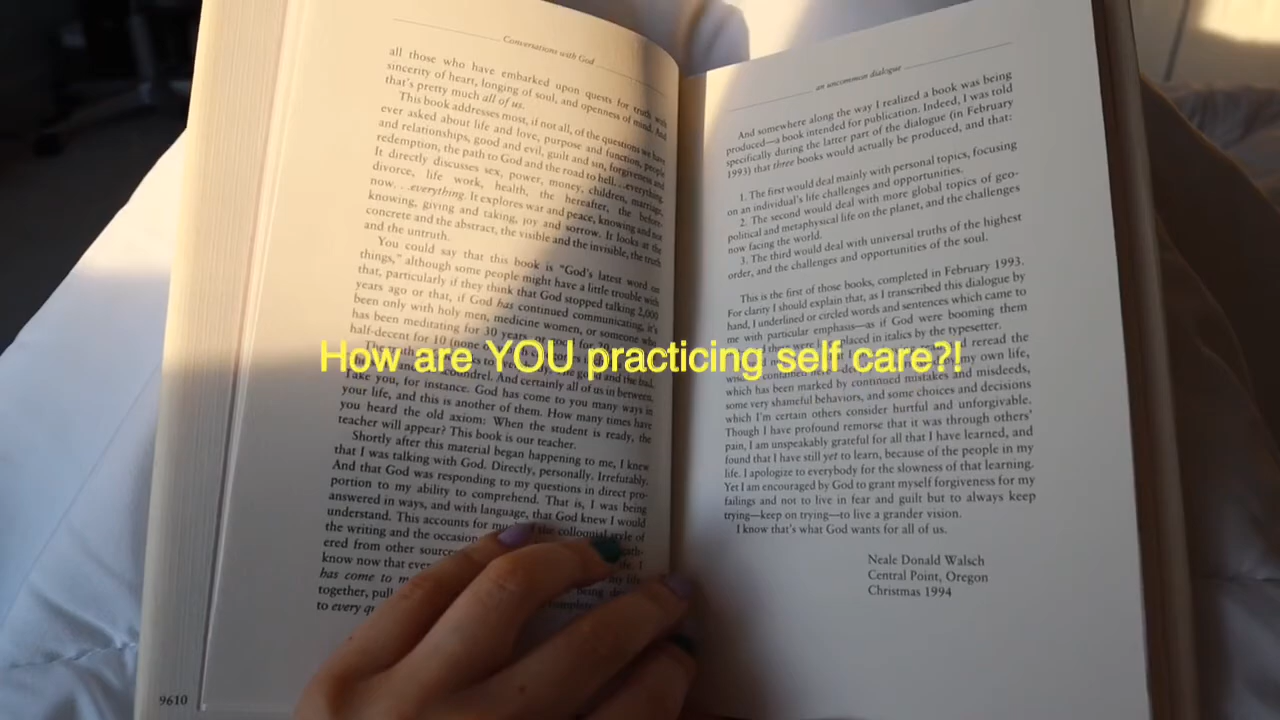 Conversations with God
all those who have embarked upon quests for truth with
sincerity of heart, longing of soul, and openness of mind. And
that's pretty much all of us.
This book addresses most, if not all, of the questions we have
ever asked about life and love, purpose and function, people
and relationships, good and evil, guilt and sin, forgiveness and
redemption, the path to God and the road to hell...everything.
It directly discusses sex, power, money, children, marriage,
divorce, life work, health, the hereafter, the before-
now...everything. It explores war and peace, knowing and not
knowing, giving and taking, joy and sorrow. It looks at the
concrete and the abstract, the visible and the invisible, the truth
and the untruth.
You could say that this book is "God's latest word on
things," although some people might have a little trouble with
that, particularly if they think that God stopped talking 2,000
years ago or that, if God has continued communicating, it's
been only with holy men, medicine women, or someone who
has been meditating for 30 years, or
half-decent for 10 (none
The
and the bad,
scoundrel. And certainly all of us in between.
Take you, for instance. God has come to you many ways in
your life, and this is another of them. How many times have
you heard the old axiom: When the student is ready, the
teacher will appear? This book is our teacher.
Shortly after this material began happening to me, I knew
that I was talking with God. Directly, personally. Irrefutably.
And that God was responding to my questions in direct pro-
portion to my ability to comprehend. That is, I was being
answered in ways, and with language, that God knew I would
understand. This accounts for much of the colloquial style of
the writing and the occasion
ered from other sourc
know now that ever
has come to m
together, pull
to every qu
9610
an uncommon dialogue
And somewhere along the way I realized a book was being
produced—a book intended for publication. Indeed, I was told
specifically during the latter part of the dialogue (in February
1993) that three books would actually be produced, and that:
1. The first would deal mainly with personal topics, focusing
on an individual's life challenges and opportunities.
2. The second would deal with more global topics of geo-
political and metaphysical life on the planet, and the challenges
now facing the world.
3. The third would deal with universal truths of the highest
order, and the challenges and opportunities of the soul.
This is the first of those books, completed in February 1993.
For clarity I should explain that, as I transcribed this dialogue by
hand, I underlined or circled words and sentences which came to
me with particular emphasis—as if God were booming them
placed in italics by the typesetter.
reread the
my own life,
which has been marked by continued mistakes and misdeeds,
some very shameful behaviors, and some choices and decisions
which I'm certain others consider hurtful and unforgivable.
Though I have profound remorse that it was through others'
pain, I am unspeakably grateful for all that I have learned, and
found that I have still yet to learn, because of the people in my
life. I apologize to everybody for the slowness of that learning.
Yet I am encouraged by God to grant myself forgiveness for my
failings and not to live in fear and guilt but to always keep
trying—keep on trying—to live a grander vision.
I know that's what God wants for all of us.
Neale Donald Walsch
Central Point, Oregon
Christmas 1994
How are YOU practicing self care?!